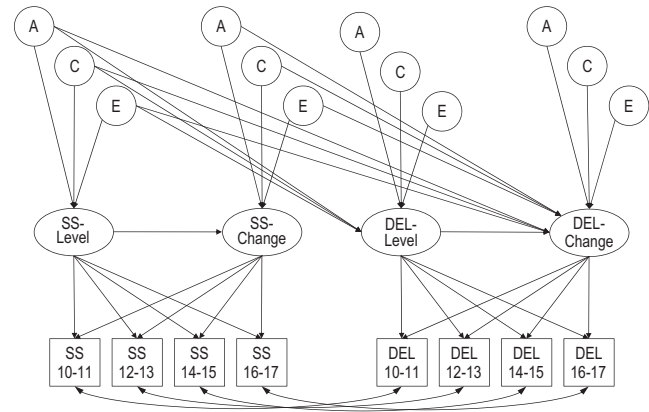 A
C
E
A
C
E
A
C
E
A
C
E
SS-
Level
SS-
Change
DEL-
Level
DEL-
Change
SS
10-11
SS
12-13
SS
14-15
SS
16-17
DEL
10-11
DEL
12-13
DEL
14-15
DEL
16-17